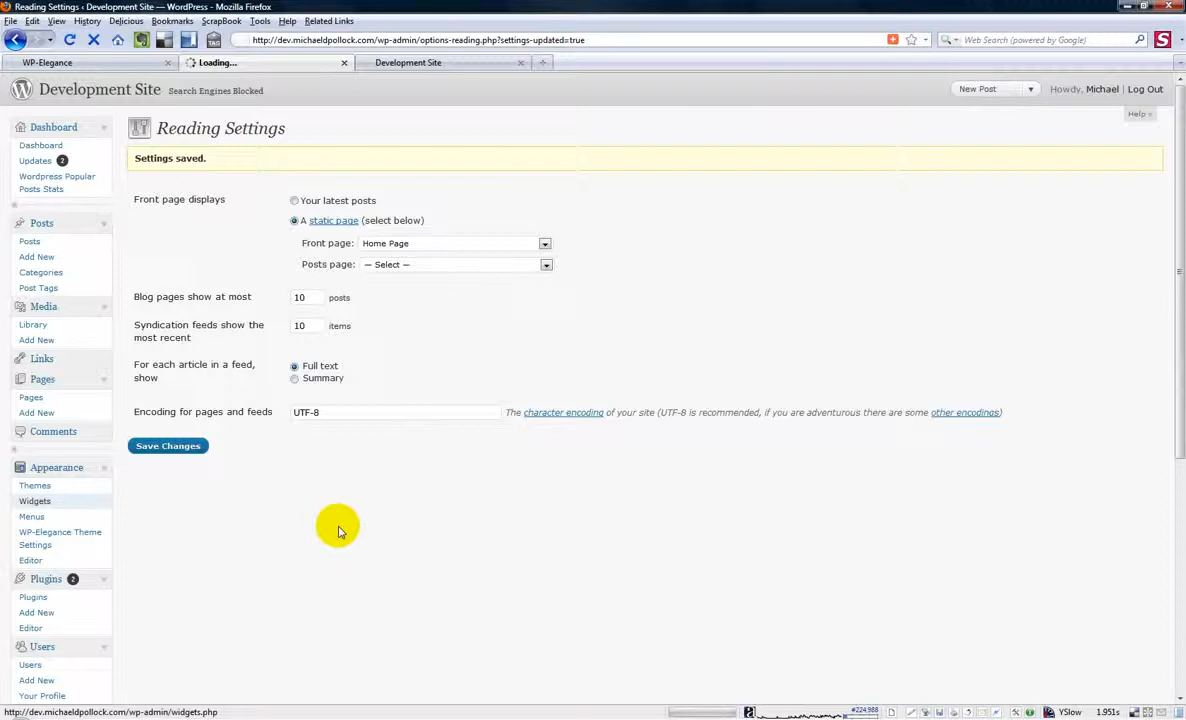 Reading Settings ‹ Development Site — WordPress - Mozilla Firefox
File Edit View History Delicious Bookmarks ScrapBook Tools Help Related Links
http://dev.michaeldpollock.com/wp-admin/options-reading.php?settings-updated=true
Web Search (powered by Google)
WP-Elegance
Loading...
Development Site
Development Site Search Engines Blocked
New Post
Howdy, Michael | Log Out
Help
Dashboard
Dashboard
Updates 2
Wordpress Popular
Posts Stats
Posts
Posts
Add New
Categories
Post Tags
Media
Library
Add New
Links
Pages
Pages
Add New
Comments
Appearance
Themes
Widgets
Menus
WP-Elegance Theme
Settings
Editor
Plugins 2
Plugins
Add New
Editor
Users
Users
Add New
Your Profile
Reading Settings
Settings saved.
Front page displays
Your latest posts
A static page (select below)
Front page: Home Page
Posts page: — Select —
Blog pages show at most
10 posts
Syndication feeds show the
most recent
10 items
For each article in a feed,
show
Full text
Summary
Encoding for pages and feeds
UTF-8
The character encoding of your site (UTF-8 is recommended, if you are adventurous there are some other encodings)
Save Changes
http://dev.michaeldpollock.com/wp-admin/widgets.php
#224,988
YSlow
1.951s